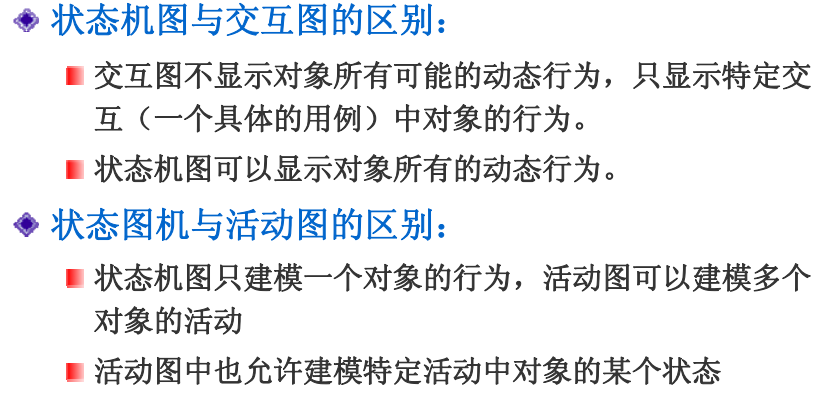 状态机图与交互图的区别：
交互图不显示对象所有可能的动态行为，只显示特定交
互（一个具体的用例）中对象的行为。
状态机图可以显示对象所有的动态行为。
状态图机与活动图的区别：
状态机图只建模一个对象的行为，活动图可以建模多个
对象的活动
活动图中也允许建模特定活动中对象的某个状态